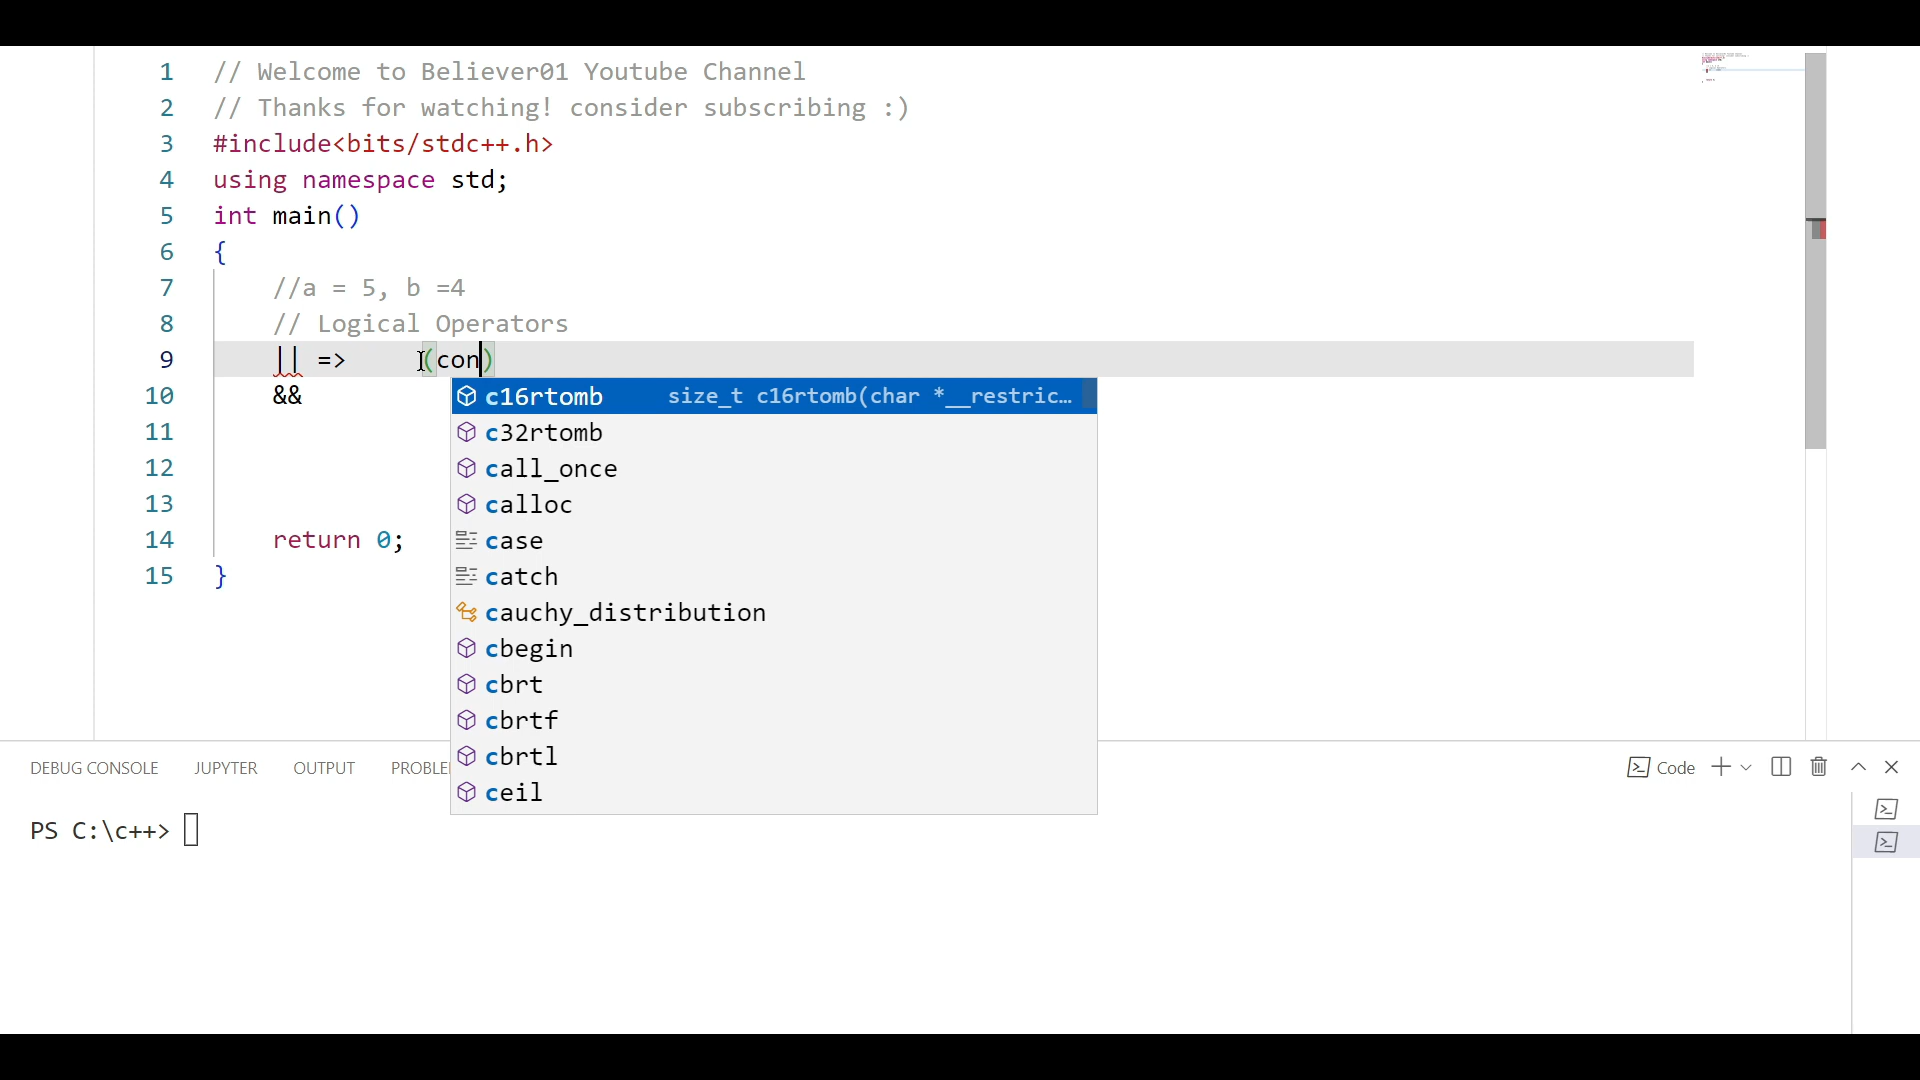 1 // Welcome to Believer01 Youtube Channel
2 // Thanks for watching! consider subscribing :)
3 #include<bits/stdc++.h>
4 using namespace std;
5 int main()
6 {
7 //a = 5, b =4
8 // Logical Operators
9 || => (con)
10 &&
11
12
13
14 return 0;
15 }
c16rtomb size_t c16rtomb(char *__restric...
c32rtomb
call_once
calloc
case
catch
cauchy_distribution
cbegin
cbrt
cbrtf
cbrtl
ceil
DEBUG CONSOLE JUPYTER OUTPUT PROBLE Code
PS C:\c++>